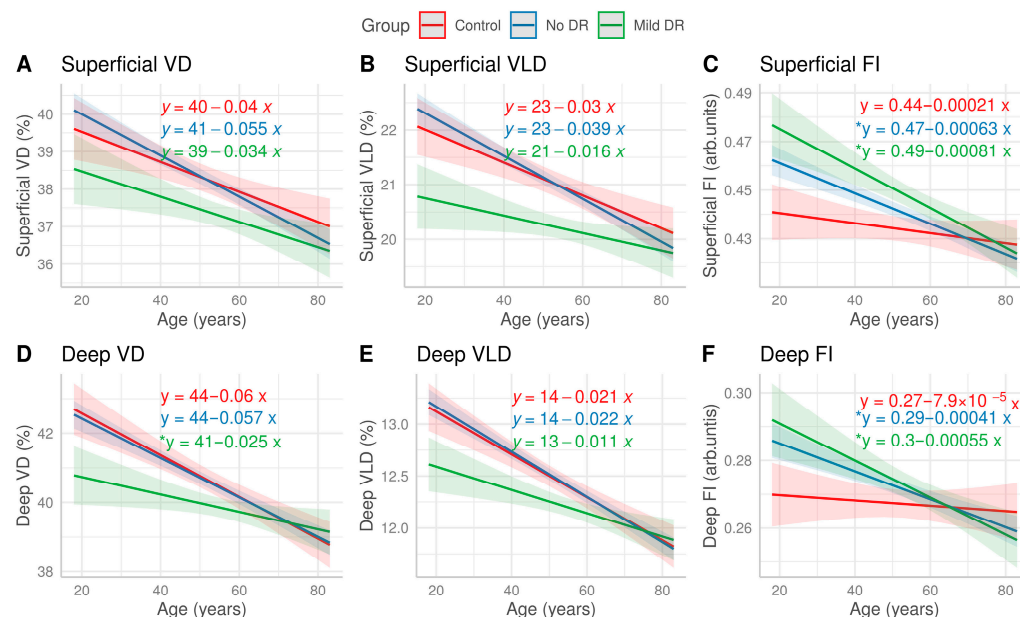 Group Control No DR Mild DR
A Superficial VD
B Superficial VLD
C Superficial FI
Superficial VD (%)
40
39
38
37
36
y = 40 − 0.04 x
y = 41 − 0.055 x
y = 39 − 0.034 x
20 40 60 80
Age (years)
Superficial VLD (%)
22
21
20
y = 23 − 0.03 x
y = 23 − 0.039 x
y = 21 − 0.016 x
20 40 60 80
Age (years)
Superficial FI (arb.units)
0.49
0.47
0.45
0.43
y = 0.44−0.00021 x
*y = 0.47−0.00063 x
*y = 0.49−0.00081 x
20 40 60 80
Age (years)
D Deep VD
E Deep VLD
F Deep FI
Deep VD (%)
42
40
38
y = 44−0.06 x
y = 44−0.057 x
*y = 41−0.025 x
20 40 60 80
Age (years)
Deep VLD (%)
13.0
12.5
12.0
y = 14 − 0.021 x
y = 14 − 0.022 x
y = 13 − 0.011 x
20 40 60 80
Age (years)
Deep FI (arb.untis)
0.30
0.28
0.26
y = 0.27−7.9×10 −5 x
*y = 0.29−0.00041 x
*y = 0.3−0.00055 x
20 40 60 80
Age (years)